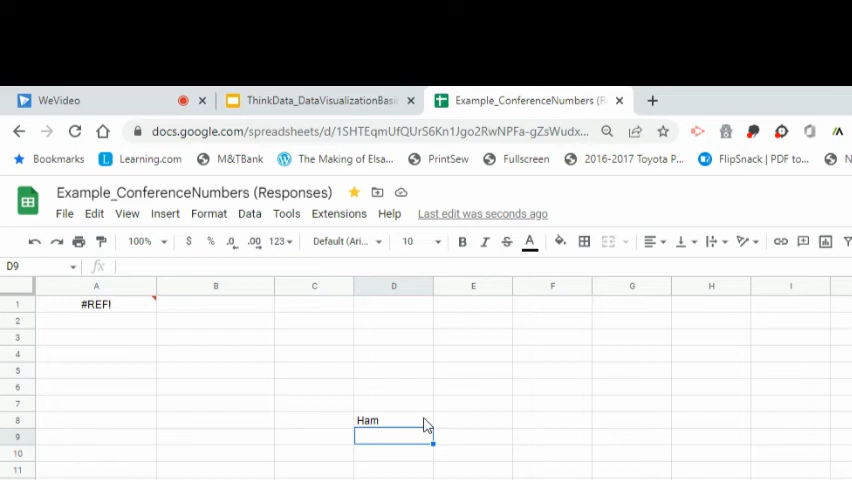 WeVideo
ThinkData_DataVisualizationBasic
Example_ConferenceNumbers (R
docs.google.com/spreadsheets/d/1SHTEqmUfQUrS6Kn1Jgo2RwNPFa-gZsWudx...
Bookmarks Learning.com M&TBank The Making of Elsa... PrintSew Fullscreen 2016-2017 Toyota P... FlipSnack | PDF to... N
Example_ConferenceNumbers (Responses)
File Edit View Insert Format Data Tools Extensions Help Last edit was seconds ago
100% $ % .0 .00 123 Default (Ari... 10 B I S A
D9 fx
A B C D E F G H I
1 #REF!
2
3
4
5
6
7
8 Ham
9
10
11